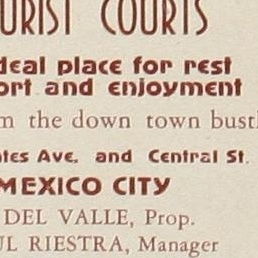 URIST COURTS
deal place for rest
ort and enjoyment
m the down town bustl
tes Ave. and Central St.
MEXICO CITY
DEL VALLE, Prop.
UL RIESTRA, Manager